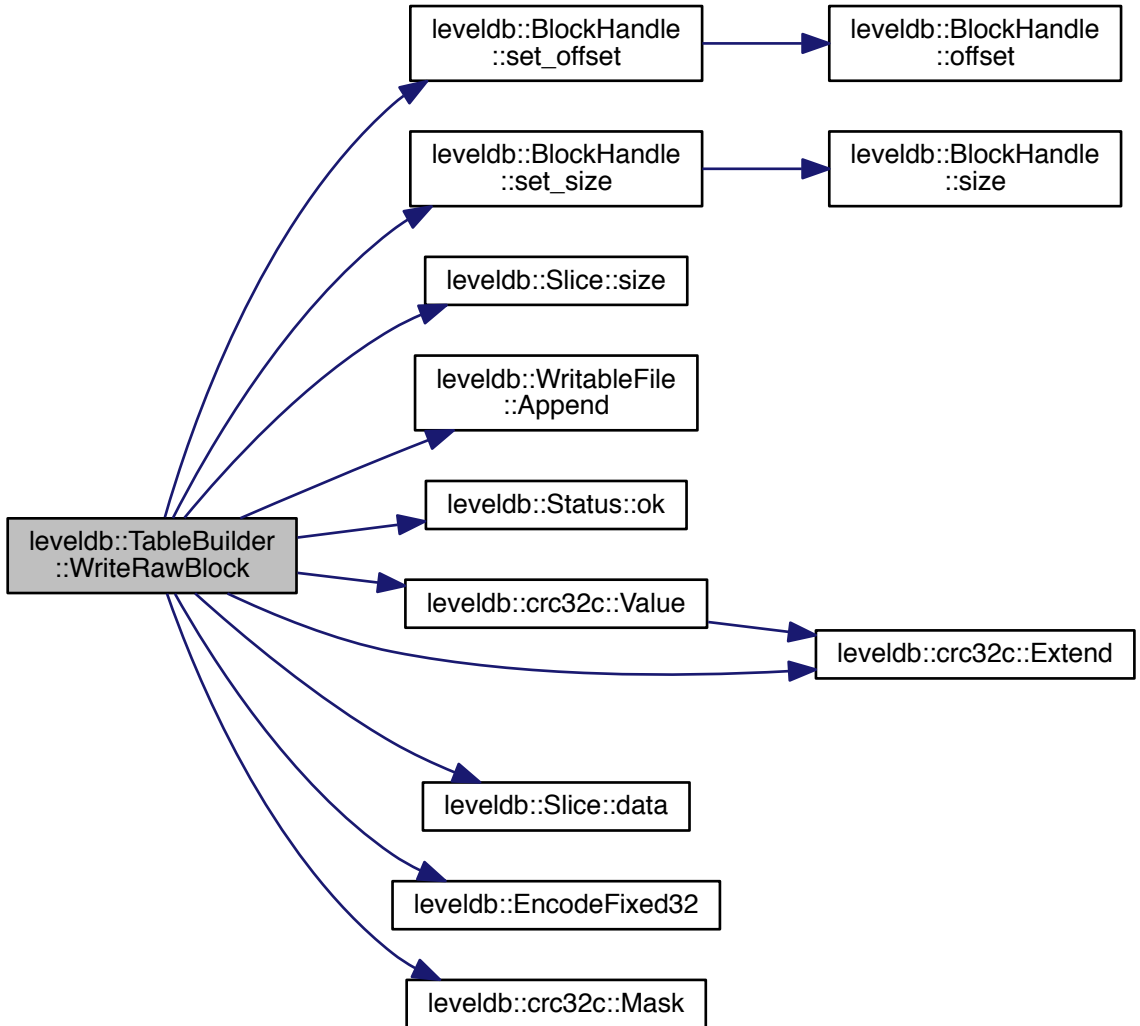 leveldb::BlockHandle
::set_offset
leveldb::BlockHandle
::offset
leveldb::BlockHandle
::set_size
leveldb::BlockHandle
::size
leveldb::Slice::size
leveldb::WritableFile
::Append
leveldb::Status::ok
leveldb::TableBuilder
::WriteRawBlock
leveldb::crc32c::Value
leveldb::crc32c::Extend
leveldb::Slice::data
leveldb::EncodeFixed32
leveldb::crc32c::Mask